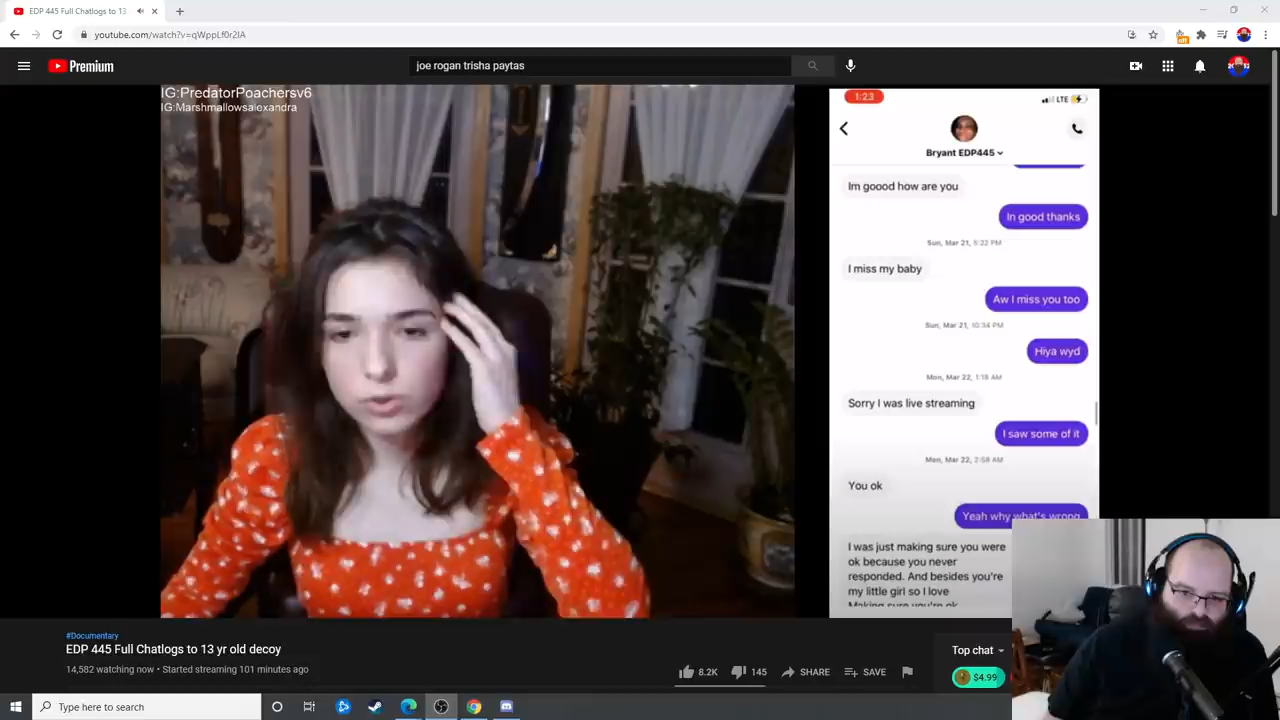 EDP 445 Full Chatlogs to 13
youtube.com/watch?v=qWppLf0r2IA
Premium
joe rogan trisha paytas
IG:PredatorPoachersv6
IG:Marshmallowsalexandra
1:23
LTE
Bryant EDP445
Im goood how are you
In good thanks
Sun, Mar 21, 5:22 PM
I miss my baby
Aw I miss you too
Sun, Mar 21, 10:34 PM
Hiya wyd
Mon, Mar 22, 1:18 AM
Sorry I was live streaming
I saw some of it
Mon, Mar 22, 2:58 AM
You ok
Yeah why what's wrong
I was just making sure you were
ok because you never
responded. And besides you're
my little girl so I love
Making sure you're ok
#Documentary
EDP 445 Full Chatlogs to 13 yr old decoy
14,582 watching now • Started streaming 101 minutes ago
8.2K
145
SHARE
SAVE
Top chat
$4.99
Type here to search